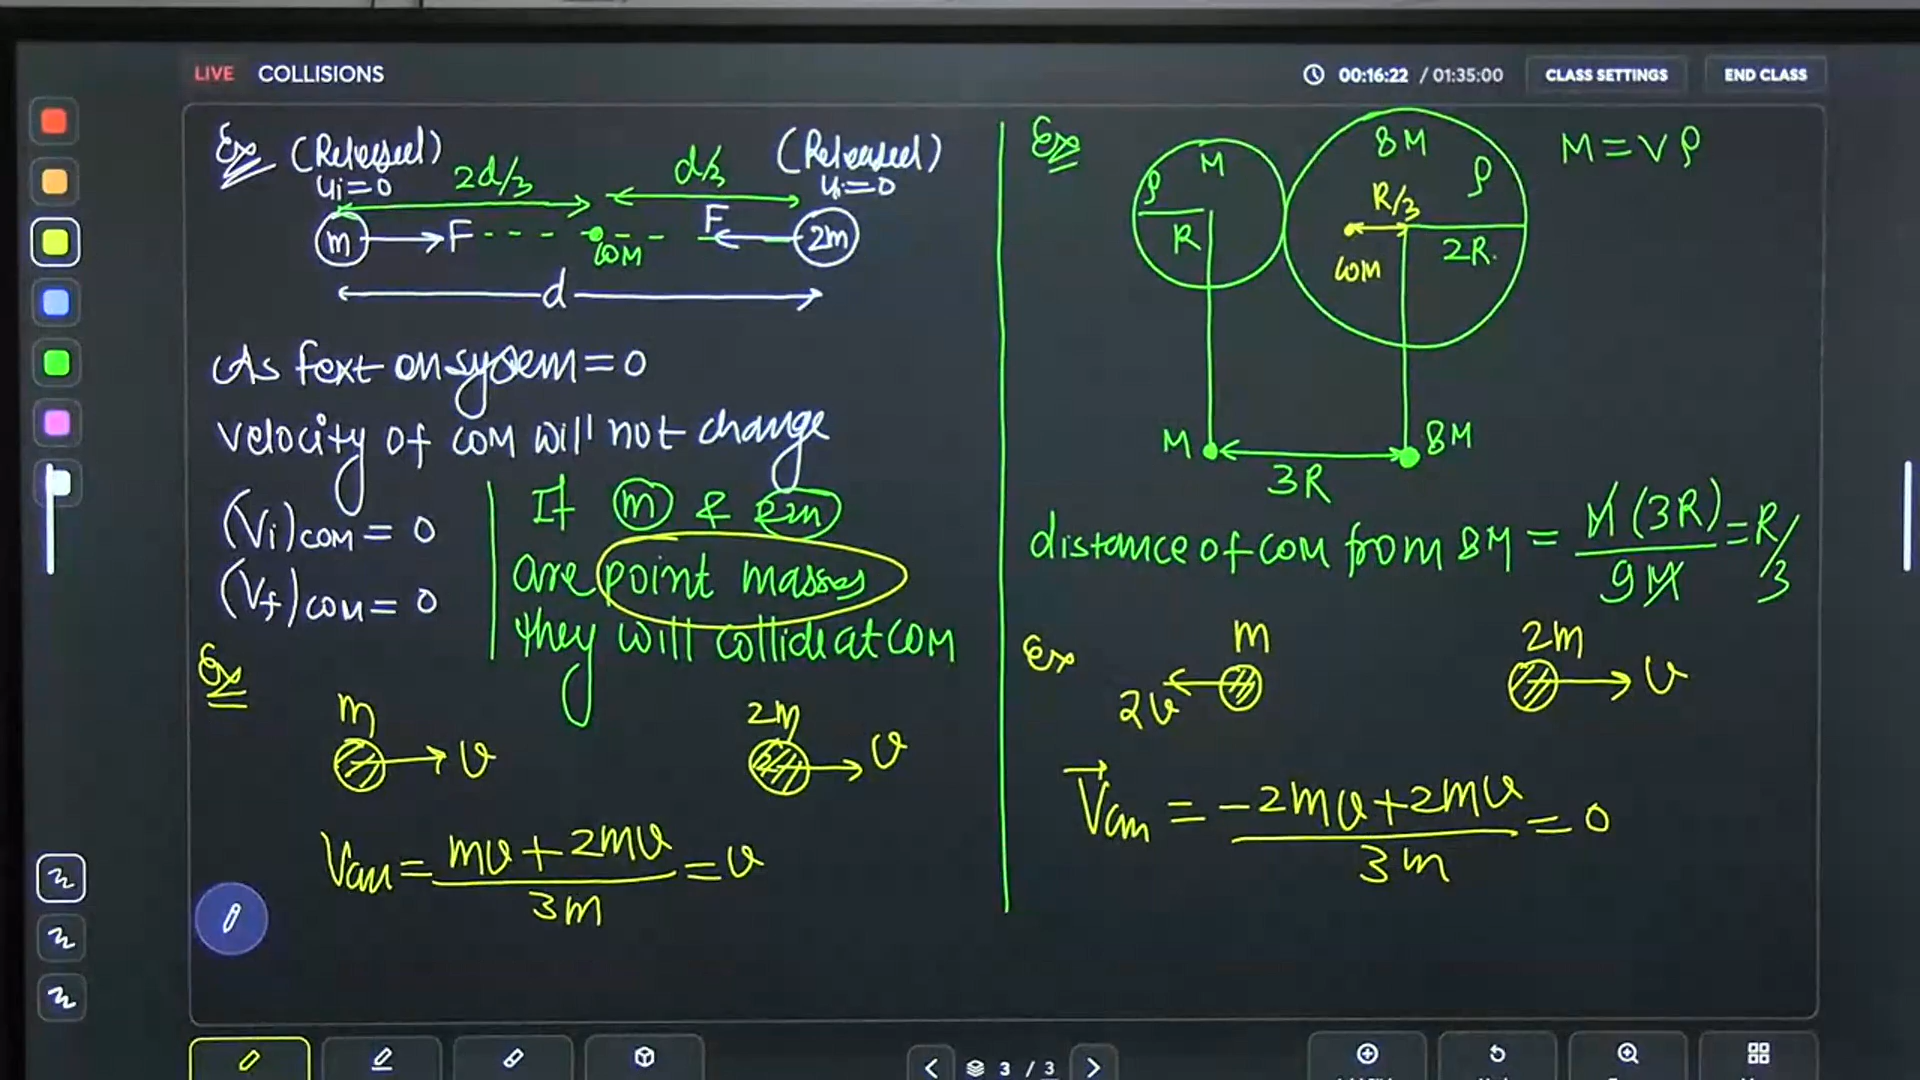 LIVE COLLISIONS
00:16:22 / 01:35:00 CLASS SETTINGS END CLASS
Ex (Released) (Released)
ui=0 2d/3 d/3 ui=0
m F F 2m
COM
d
As Fext on system = 0
velocity of COM will not change
(Vi)COM = 0
(Vf)COM = 0
If m & 2m
are point masses
they will collide at COM
Ex
m 2m
v v
Vcm = mv + 2mv / 3m = v
Ex M 8M M = Vρ
ρ R/3 ρ
R COM 2R
M 8M
3R
distance of COM from 8M = M(3R) / 9M = R/3
Ex m 2m
2v v
Vcm = -2mv + 2mv / 3m = 0
3 / 3